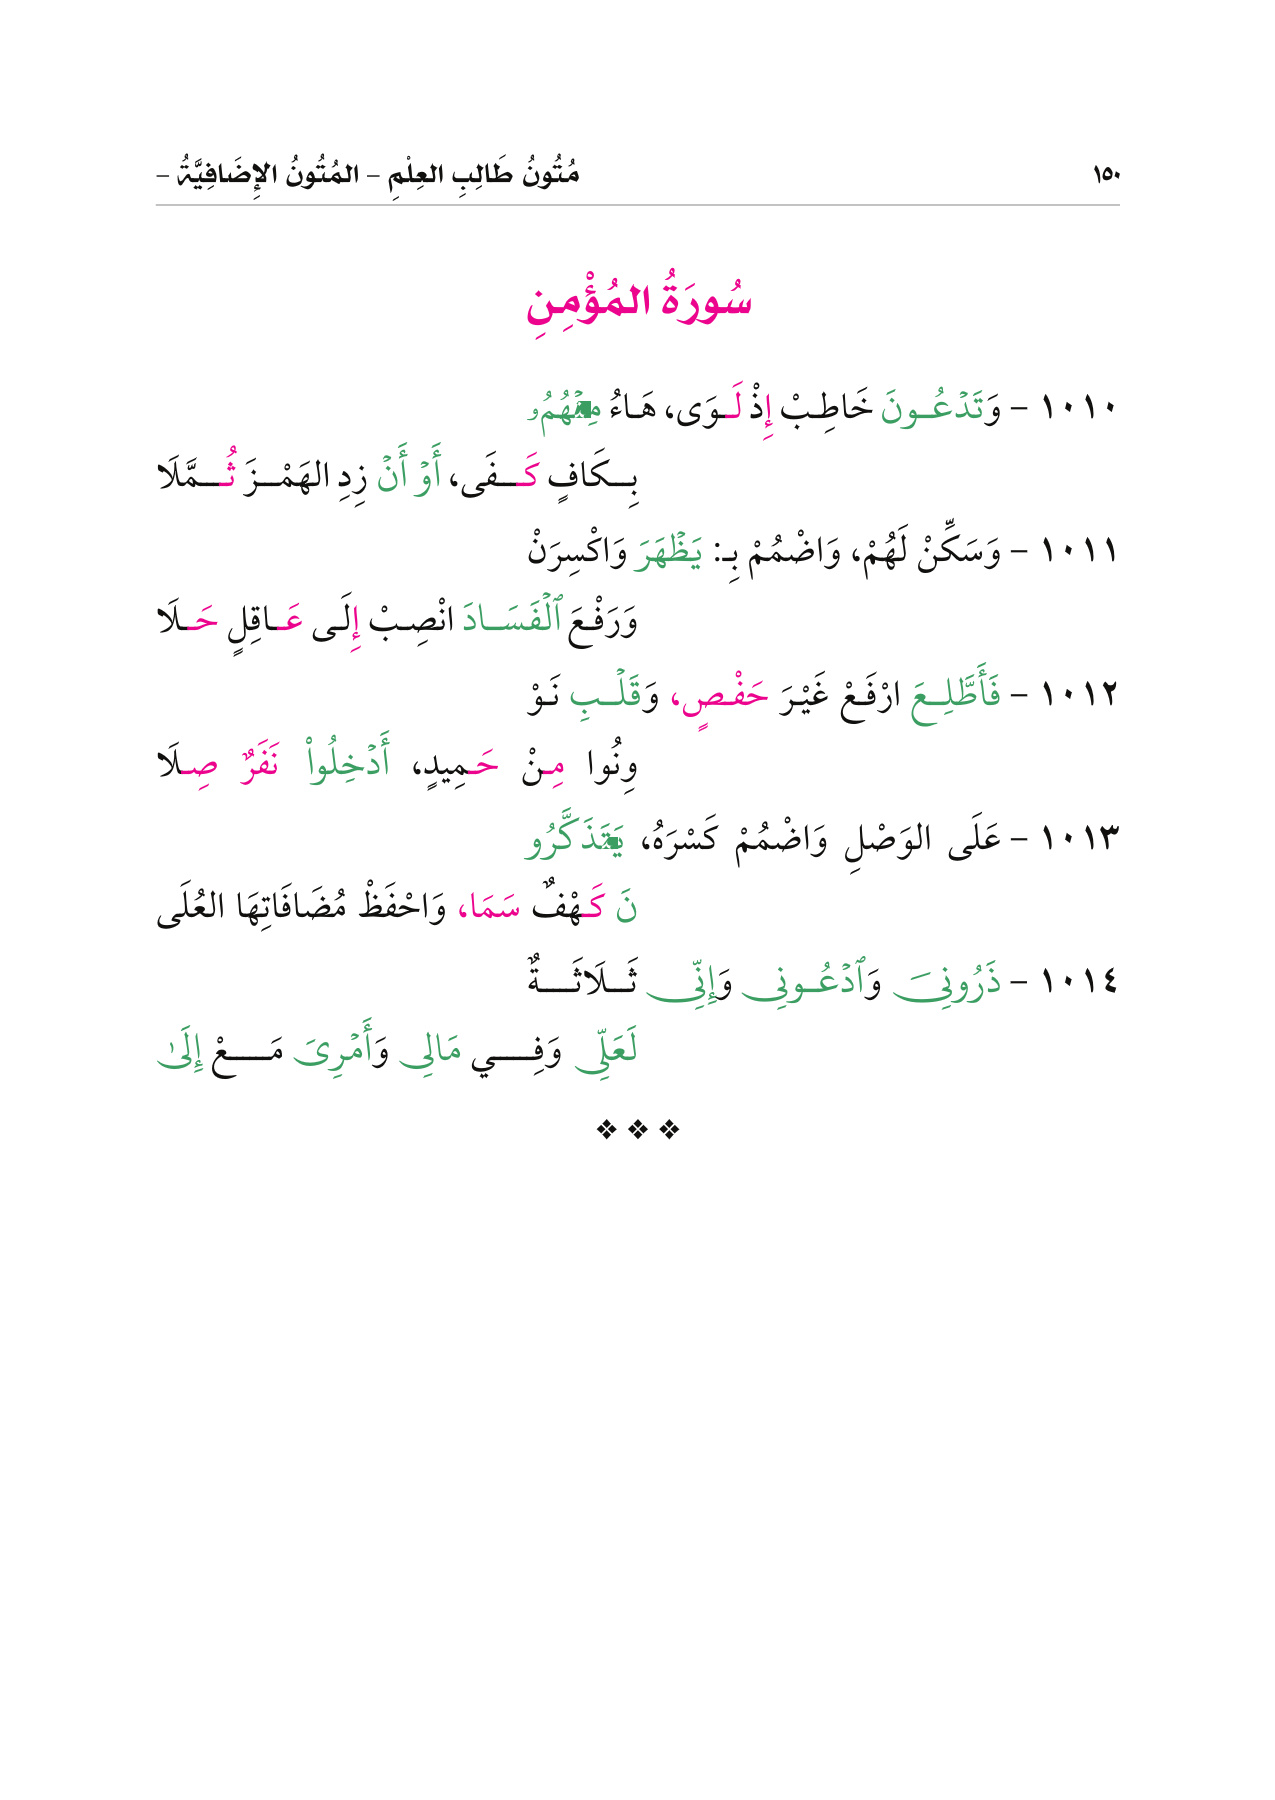 ١٥٠ مُتُونُ طَالِبِ العِلْمِ – المُتُونُ الإِضَافِيَّةُ –
سُورَةُ المُؤْمِنِ
١٠١٠ – وَتَدْعُونَ خَاطِبْ إِذْ لَوَى، هَاءُ مِنْهُمُو
بِكَافٍ كَفَى، أَوْ أَنْ زِدِ الهَمْزَ ثُمَّلَا
١٠١١ – وَسَكِّنْ لَهُمْ، وَاضْمُمْ بِـ: يَظْهَرَ وَاكْسِرَنْ
وَرَفْعَ ٱلْفَسَادَ انْصِبْ إِلَى عَاقِلٍ حَلَا
١٠١٢ – فَأَطَّلِعَ ارْفَعْ غَيْرَ حَفْصٍ، وَقَلْبِ نَوْ
وِنُوا مِنْ حَمِيدٍ، أَدْخِلُواْ نَفَرٌ صِلَا
١٠١٣ – عَلَى الوَصْلِ وَاضْمُمْ كَسْرَهُ، يَتَذَكَّرُو
نَ كَهْفٌ سَمَا، وَاحْفَظْ مُضَافَاتِهَا العُلَى
١٠١٤ – ذَرُونِىَ وَٱدْعُونِى وَإِنِّى ثَلَاثَةٌ
لَعَلِّى وَفِي مَالِى وَأَمْرِىَ مَعْ إِلَىٰ